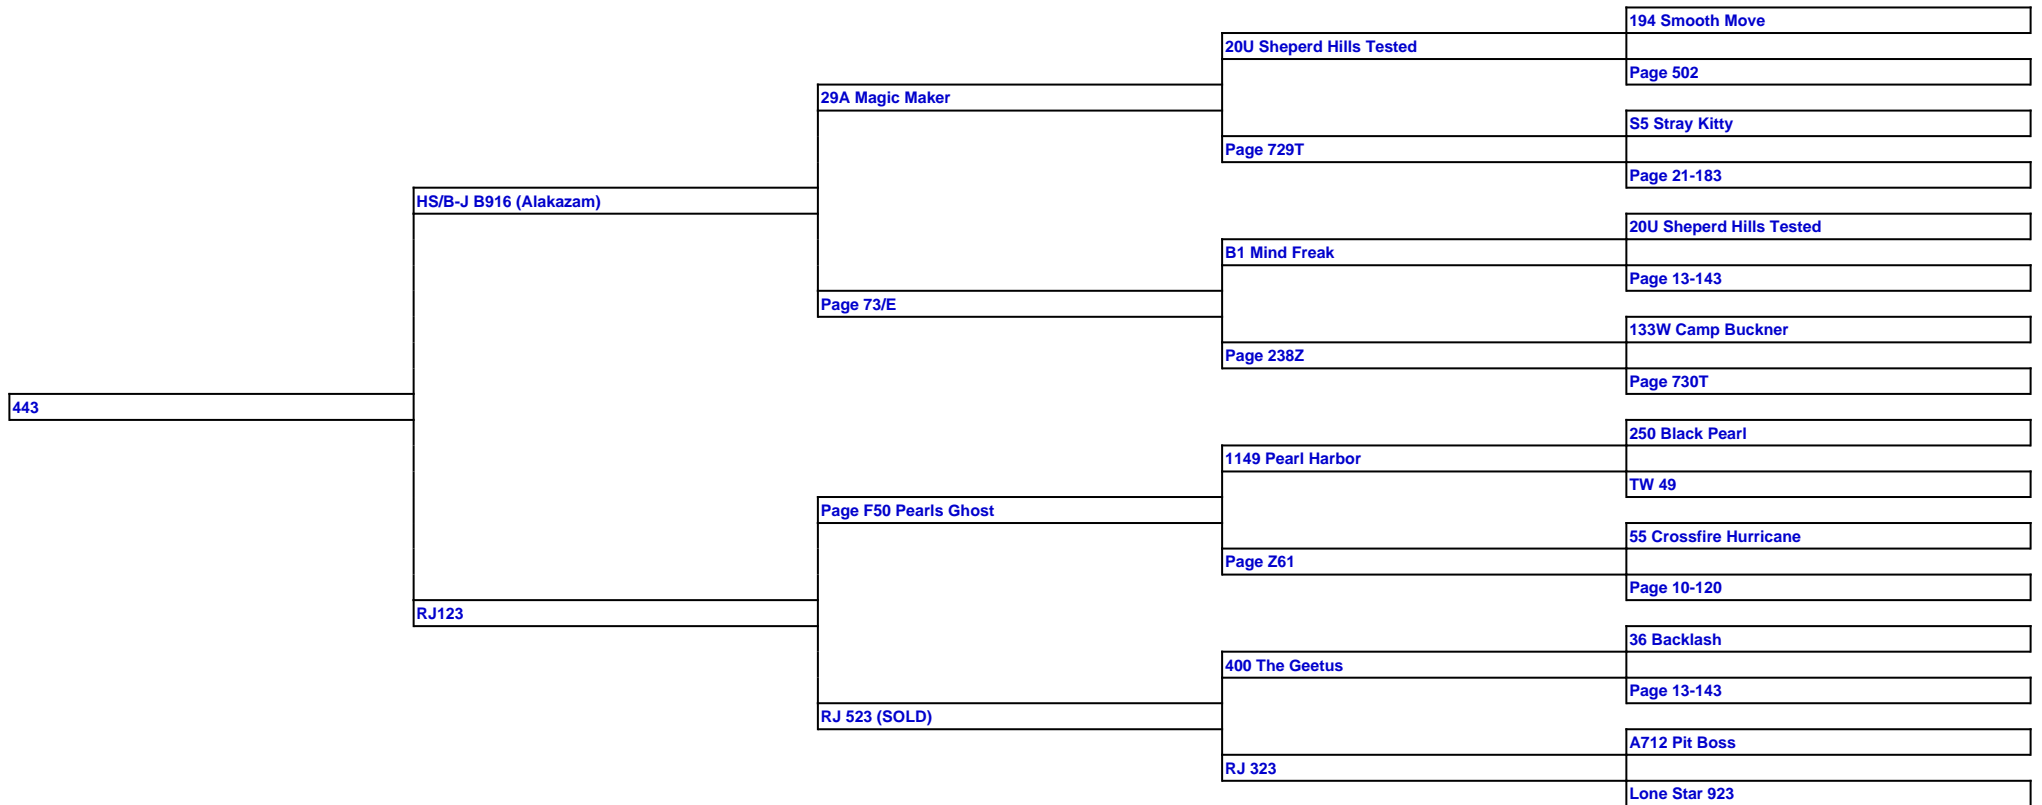 194 Smooth Move
20U Sheperd Hills Tested
Page 502
29A Magic Maker
S5 Stray Kitty
Page 729T
Page 21-183
HS/B-J B916 (Alakazam)
20U Sheperd Hills Tested
B1 Mind Freak
Page 13-143
Page 73/E
133W Camp Buckner
Page 238Z
Page 730T
443
250 Black Pearl
1149 Pearl Harbor
TW 49
Page F50 Pearls Ghost
55 Crossfire Hurricane
Page Z61
Page 10-120
RJ123
36 Backlash
400 The Geetus
Page 13-143
RJ 523 (SOLD)
A712 Pit Boss
RJ 323
Lone Star 923